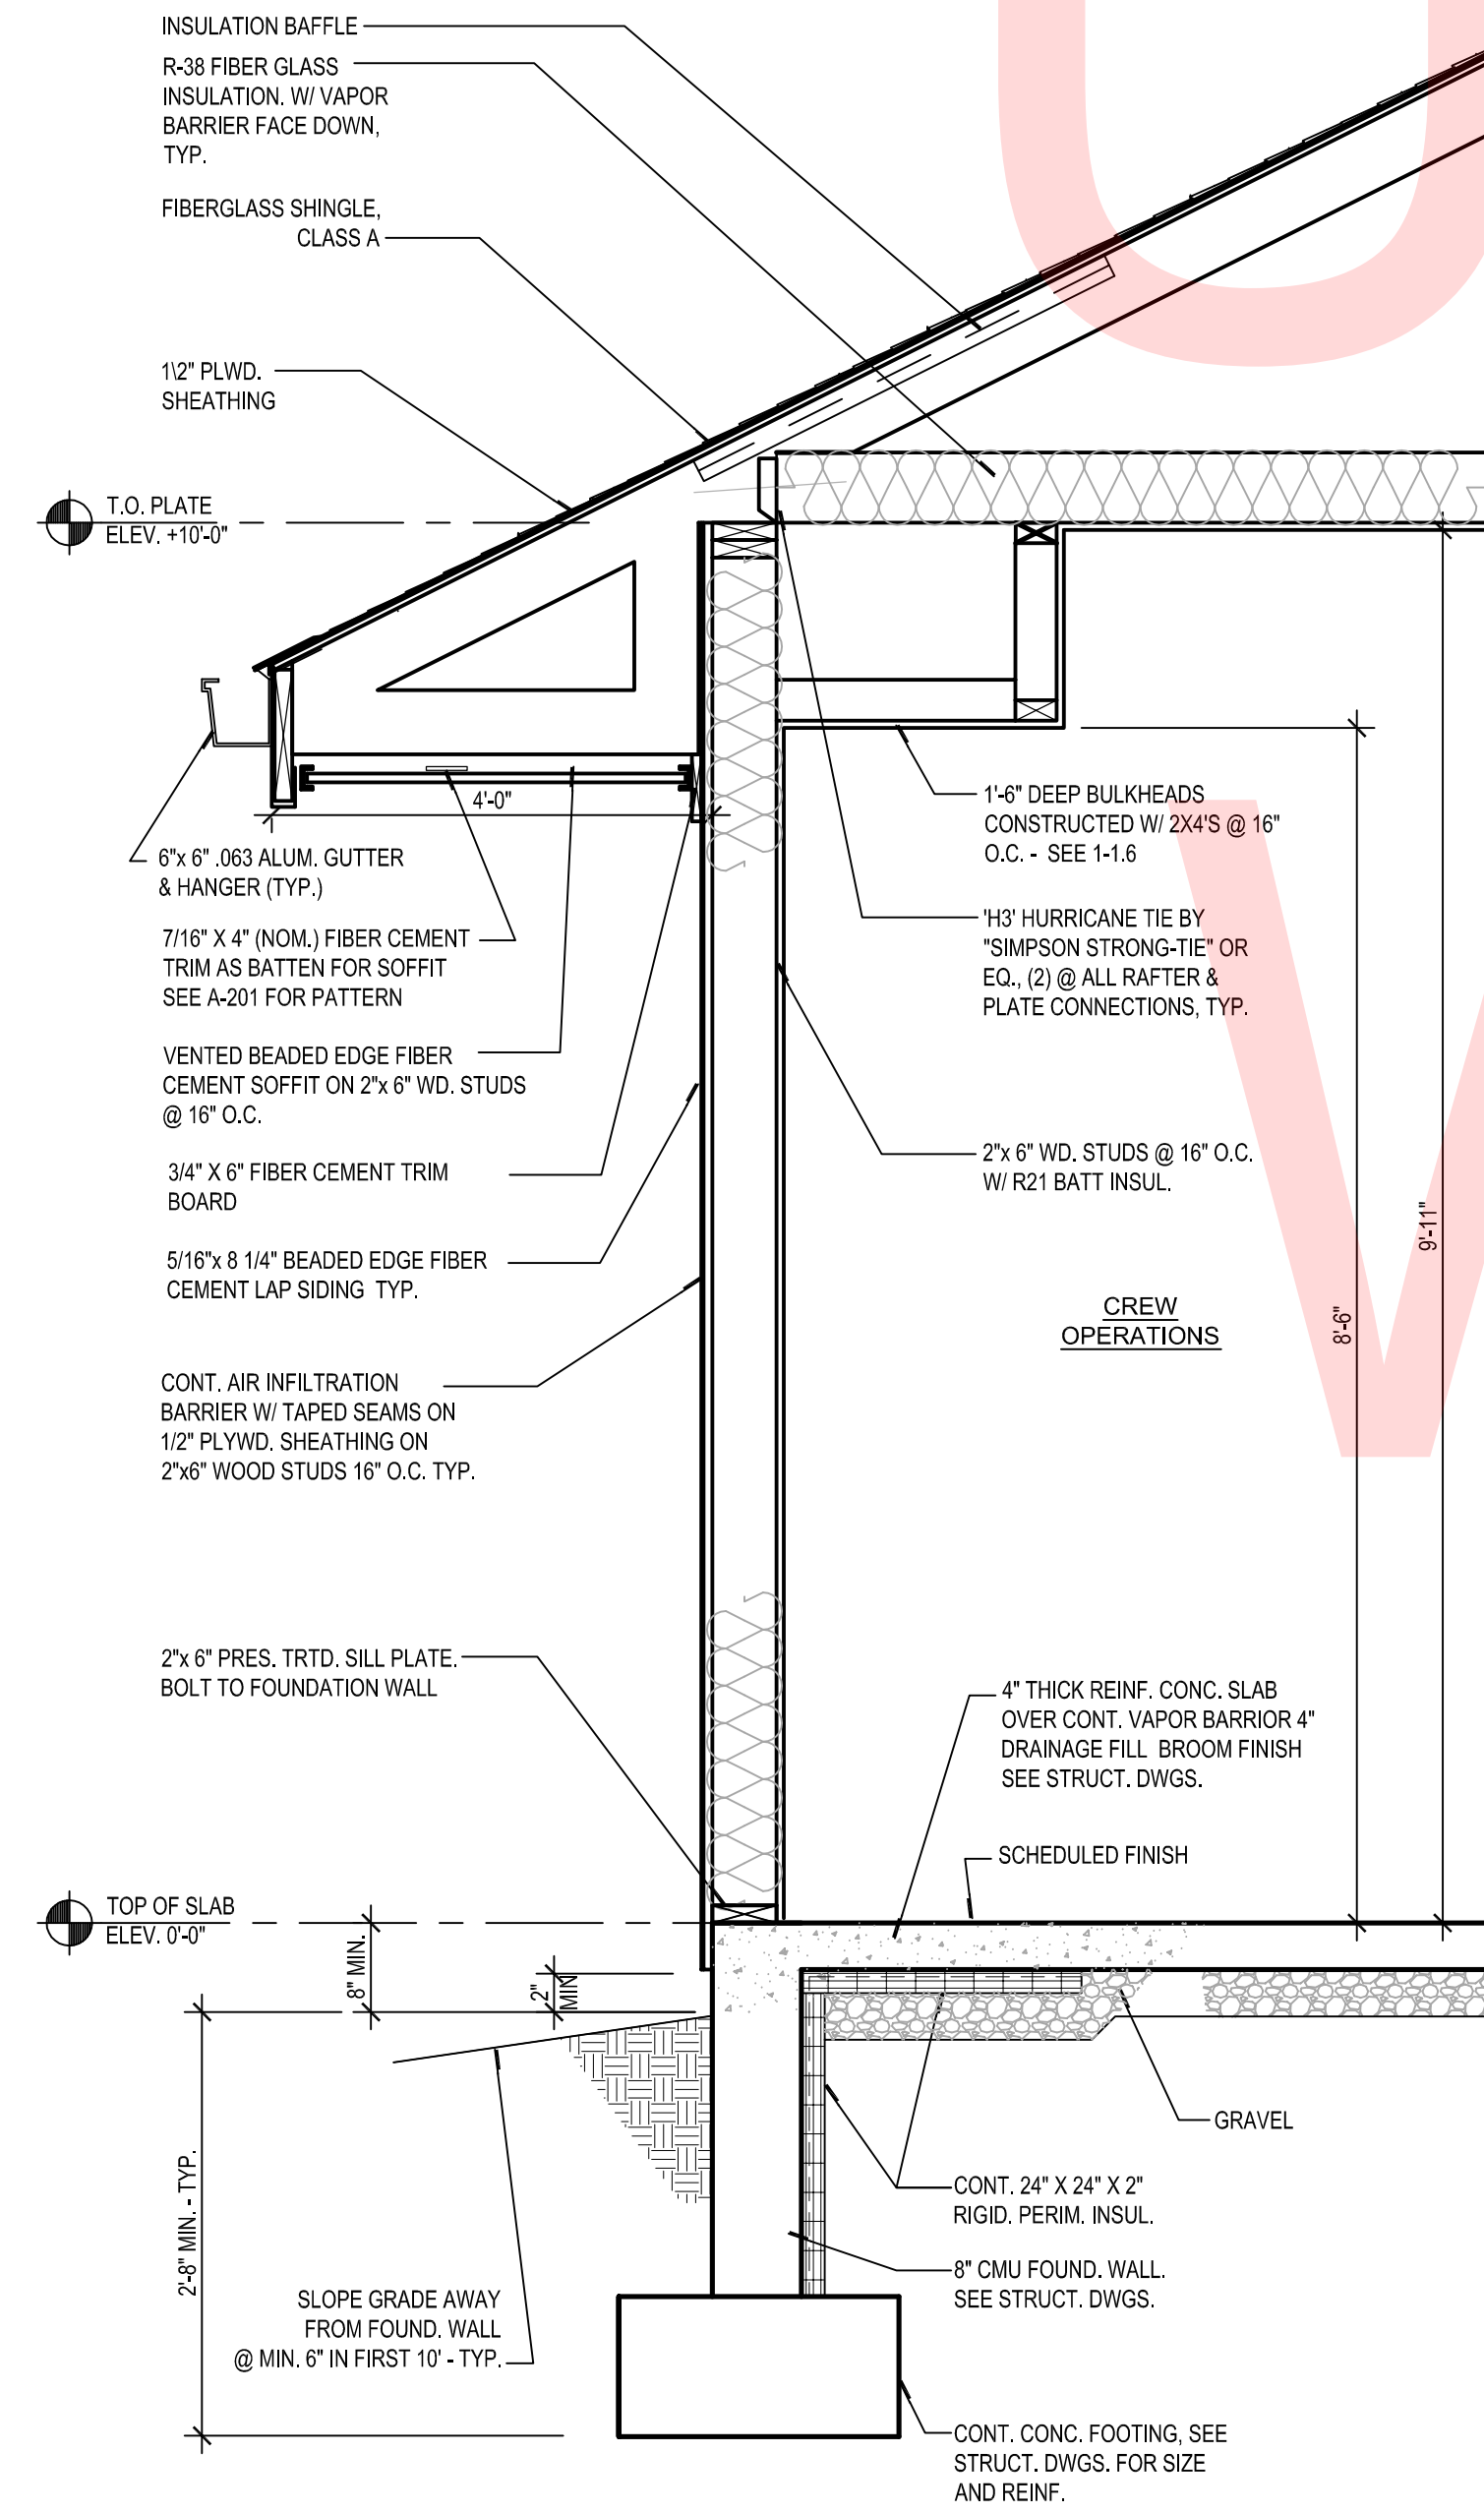 INSULATION BAFFLE
R-38 FIBER GLASS
INSULATION. W/ VAPOR
BARRIER FACE DOWN,
TYP.
FIBERGLASS SHINGLE,
CLASS A
1\2" PLWD.
SHEATHING
T.O. PLATE
ELEV. +10'-0"
4'-0"
6"x 6" .063 ALUM. GUTTER
& HANGER (TYP.)
7/16" X 4" (NOM.) FIBER CEMENT
TRIM AS BATTEN FOR SOFFIT
SEE A-201 FOR PATTERN
VENTED BEADED EDGE FIBER
CEMENT SOFFIT ON 2"x 6" WD. STUDS
@ 16" O.C.
3/4" X 6" FIBER CEMENT TRIM
BOARD
5/16"x 8 1/4" BEADED EDGE FIBER
CEMENT LAP SIDING TYP.
CONT. AIR INFILTRATION
BARRIER W/ TAPED SEAMS ON
1/2" PLYWD. SHEATHING ON
2"x6" WOOD STUDS 16" O.C. TYP.
2"x 6" PRES. TRTD. SILL PLATE.
BOLT TO FOUNDATION WALL
TOP OF SLAB
ELEV. 0'-0"
8" MIN.
2"
MIN
2'-8" MIN. - TYP.
SLOPE GRADE AWAY
FROM FOUND. WALL
@ MIN. 6" IN FIRST 10' - TYP.
1'-6" DEEP BULKHEADS
CONSTRUCTED W/ 2X4'S @ 16"
O.C. - SEE 1-1.6
'H3' HURRICANE TIE BY
"SIMPSON STRONG-TIE" OR
EQ., (2) @ ALL RAFTER &
PLATE CONNECTIONS, TYP.
2"x 6" WD. STUDS @ 16" O.C.
W/ R21 BATT INSUL.
9'-11"
8'-6"
CREW
OPERATIONS
4" THICK REINF. CONC. SLAB
OVER CONT. VAPOR BARRIOR 4"
DRAINAGE FILL BROOM FINISH
SEE STRUCT. DWGS.
SCHEDULED FINISH
GRAVEL
CONT. 24" X 24" X 2"
RIGID. PERIM. INSUL.
8" CMU FOUND. WALL.
SEE STRUCT. DWGS.
CONT. CONC. FOOTING, SEE
STRUCT. DWGS. FOR SIZE
AND REINF.